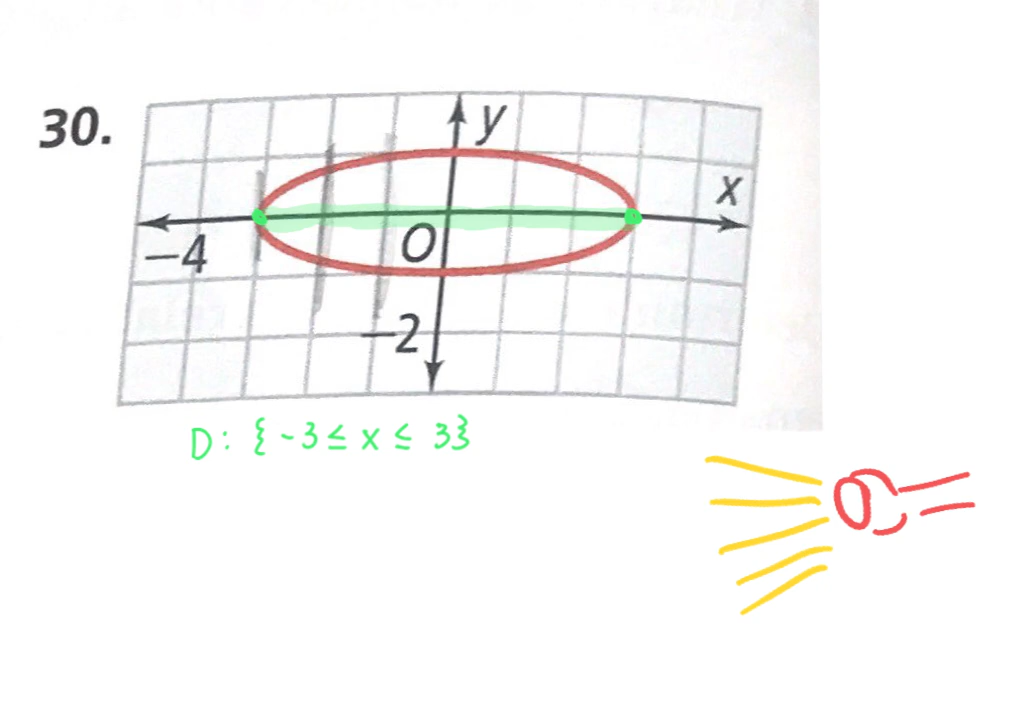 30.
y
x
O
−4
−2
D: {-3 ≤ x ≤ 3}